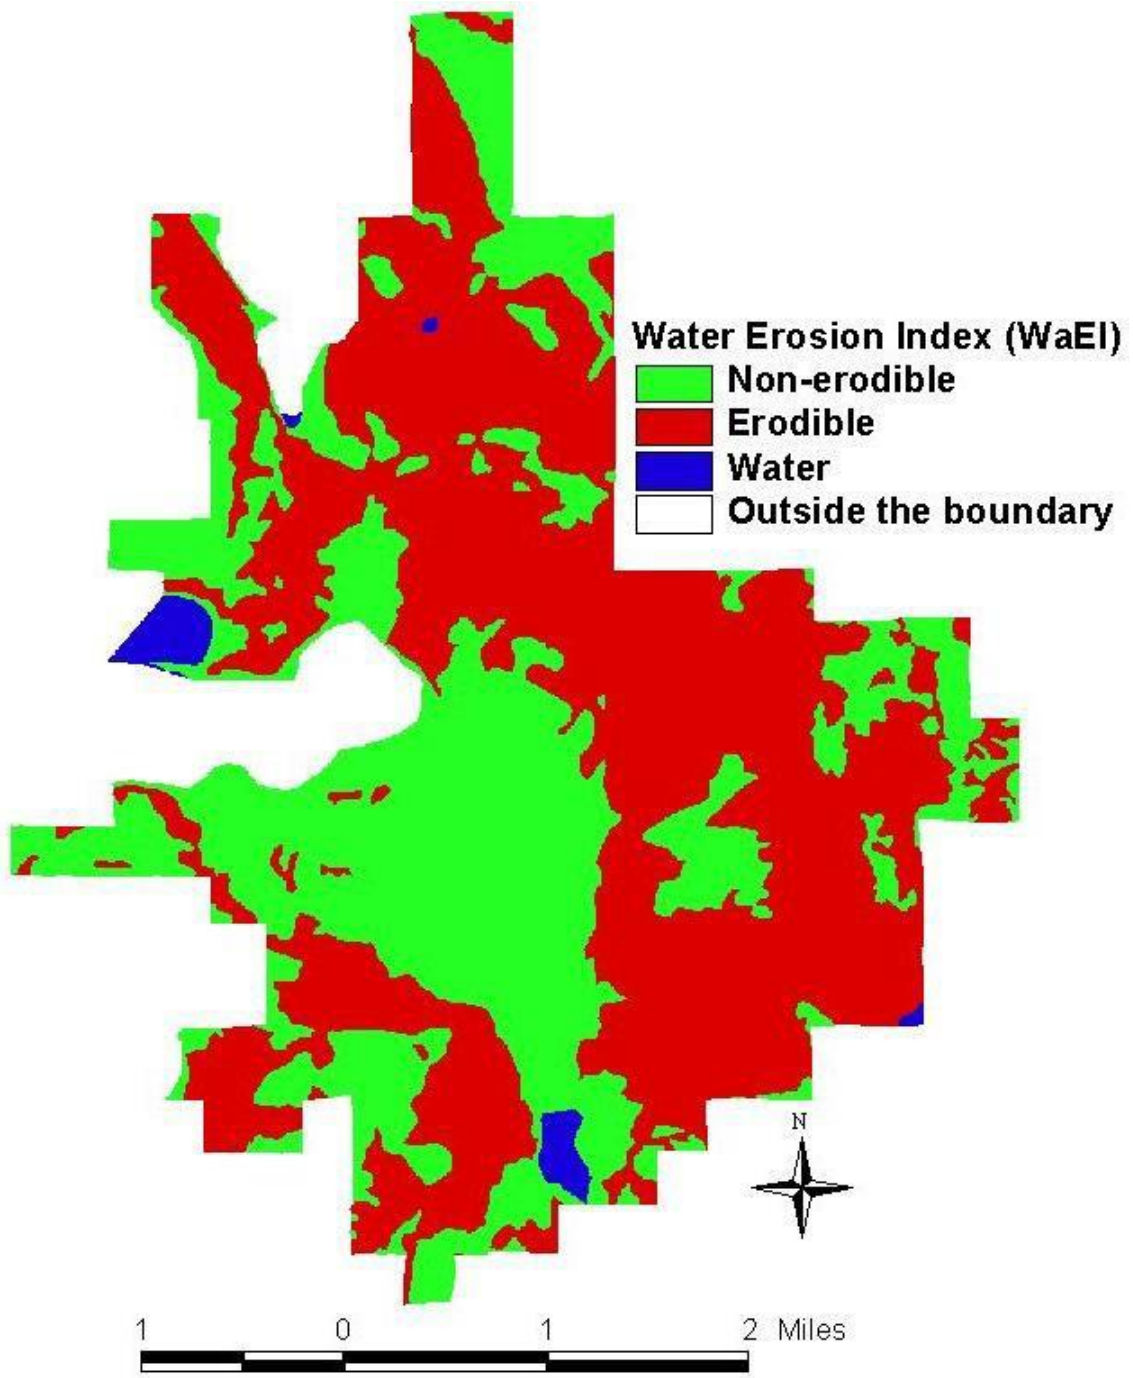 Water Erosion Index (WaEI)
Non-erodible
Erodible
Water
Outside the boundary
N
1 0 1 2 Miles